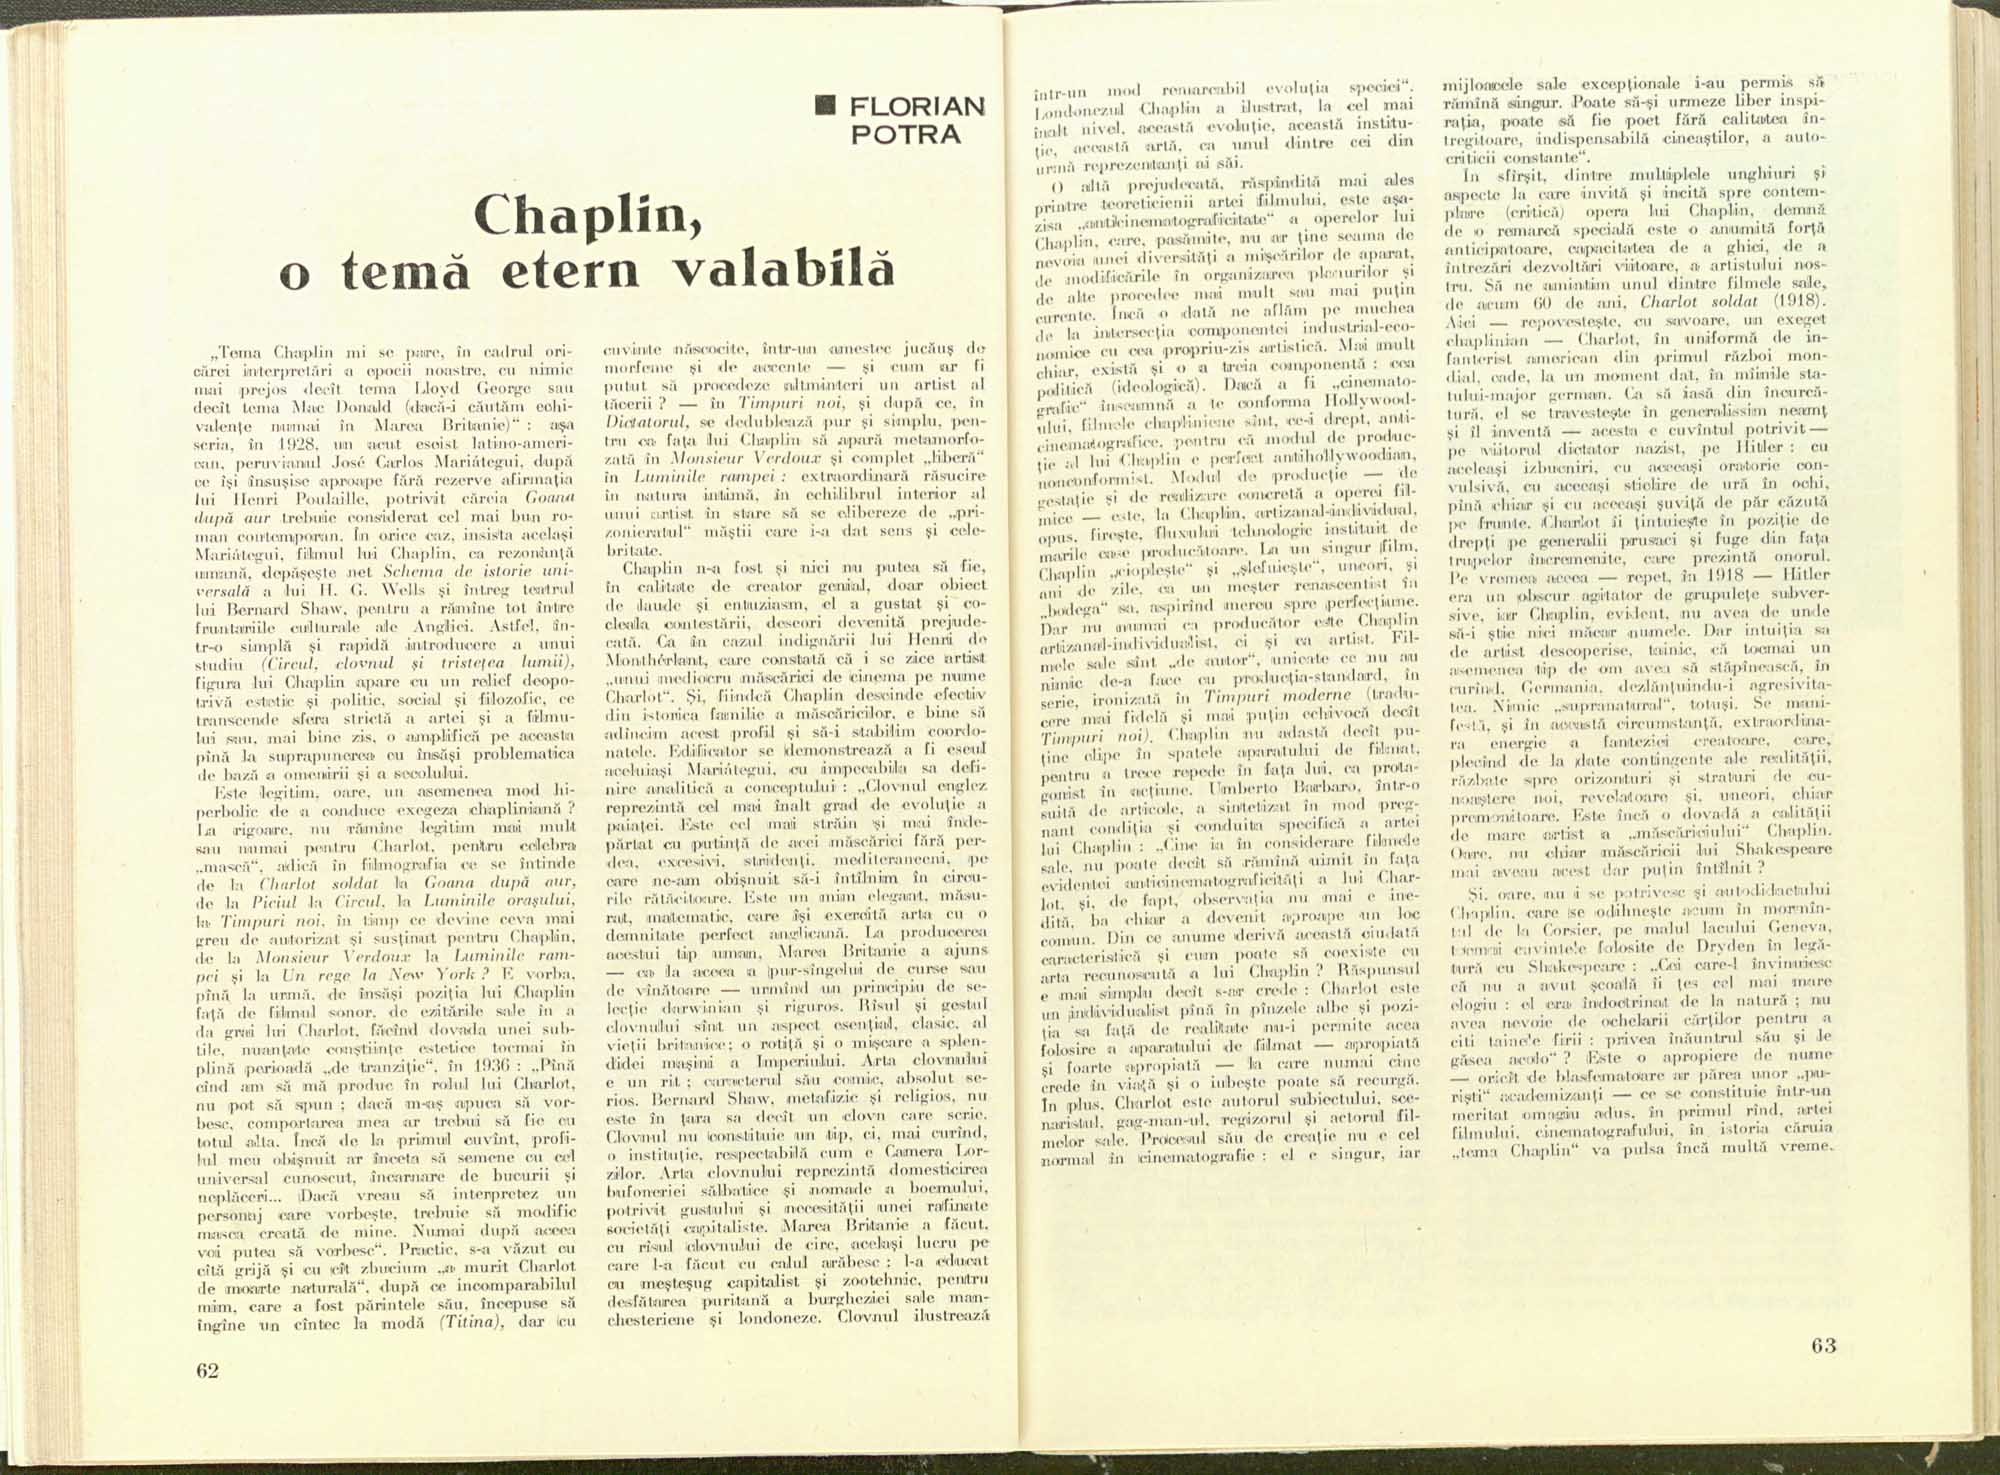 ■ FLORIAN
POTRA
Chaplin,
o temă etern valabilă
„Tema Chaplin mi se pare, în cadrul ori-
cărei interpretări a epocii noastre, cu nimic
mai prejos decît tema Lloyd George sau
decît tema Mac Donald (dacă-i căutăm echi-
valențe numai în Marea Britanie)“ : așa
scria, în 1928, un acut eseist latino-ameri-
can, peruvianul José Carlos Mariátegui, după
ce își însușise aproape fără rezerve afirmația
lui Henri Poulaille, potrivit căreia Goana
după aur trebuie considerat cel mai bun ro-
man contemporan. În orice caz, insista același
Mariátegui, filmul lui Chaplin, ca rezonanță
umană, depășește net Schema de istorie uni-
versală a lui H. G. Wells și întreg teatrul
lui Bernard Shaw, pentru a rămîne tot între
fruntariile culturale ale Angliei. Astfel, în-
tr-o simplă și rapidă introducere a unui
studiu (Circul, clovnul și tristețea lumii),
figura lui Chaplin apare cu un relief deopo-
trivă estetic și politic, social și filozofic, ce
transcende sfera strictă a artei și a filmu-
lui sau, mai bine zis, o amplifică pe aceasta
pînă la suprapunerea cu însăși problematica
de bază a omenirii și a secolului.
Este legitim, oare, un asemenea mod hi-
perbolic de a conduce exegeza chapliniană ?
La rigoare, nu rămîne legitim mai mult
sau numai pentru Charlot, pentru celebra
„mască“, adică în filmografia ce se întinde
de la Charlot soldat la Goana după aur,
de la Piciul la Circul, la Luminile orașului,
la Timpuri noi, în timp ce devine ceva mai
greu de autorizat și susținut pentru Chaplin,
de la Monsieur Verdoux la Luminile ram-
pei și la Un rege la New York ? E vorba,
pînă la urmă, de însăși poziția lui Chaplin
față de filmul sonor, de ezitările sale în a
da grai lui Charlot, făcînd dovada unei sub-
tile, nuanțate conștiințe estetice tocmai în
plină perioadă „de tranziție“, în 1936 : „Pînă
cînd am să mă produc în rolul lui Charlot,
nu pot să spun ; dacă m-aș apuca să vor-
besc, comportarea mea ar trebui să fie cu
totul alta. Încă de la primul cuvînt, profi-
lul meu obișnuit ar înceta să semene cu cel
universal cunoscut, încarnare de bucurii și
neplăceri... Dacă vreau să interpretez un
personaj care vorbește, trebuie să modific
masca creată de mine. Numai după aceea
voi putea să vorbesc“. Practic, s-a văzut cu
cîtă grijă și cu cît zbucium „a murit Charlot
de moarte naturală“, după ce incomparabilul
mim, care a fost părintele său, începuse să
îngîne un cîntec la modă (Titina), dar cu
cuvinte născocite, într-un amestec jucăuș de
morfeme și de accente — și cum ar fi
putut să procedeze altminteri un artist al
tăcerii ? — în Timpuri noi, și după ce, în
Dictatorul, se dedublează pur și simplu, pen-
tru ca fața lui Chaplin să apară metamorfo-
zată în Monsieur Verdoux și complet „liberă“
în Luminile rampei : extraordinară răsucire
în natura intimă, în echilibrul interior al
unui artist în stare să se elibereze de „pri-
zonieratul“ măștii care i-a dat sens și cele-
britate.
Chaplin n-a fost și nici nu putea să fie,
în calitate de creator genial, doar obiect
de laude și entuziasm, el a gustat și co-
cleala contestării, deseori devenită prejude-
cată. Ca în cazul indignării lui Henri de
Monthérlant, care constată că i se zice artist
„unui mediocru măscărici de cinema pe nume
Charlot“. Și, fiindcă Chaplin descinde efectiv
din istorica familie a măscăricilor, e bine să
adîncim acest profil și să-i stabilim coordo-
natele. Edificator se demonstrează a fi eseul
aceluiași Mariátegui, cu impecabila sa defi-
nire analitică a conceptului : „Clovnul englez
reprezintă cel mai înalt grad de evoluție a
paiaței. Este cel mai străin și mai înde-
părtat cu putință de acei măscărici fără per-
dea, excesivi, stridenți, mediteraneeni, pe
care ne-am obișnuit să-i întîlnim în circu-
rile rătăcitoare. Este un mim elegant, măsu-
rat, matematic, care își exercită arta cu o
demnitate perfect anglicană. La producerea
acestui tip uman, Marea Britanie a ajuns
— ca la aceea a pur-sîngelui de curse sau
de vînătoare — urmînd un principiu de se-
lecție darwinian și riguros. Rîsul și gestul
clovnului sînt un aspect esențial, clasic, al
vieții britanice; o rotiță și o mișcare a splen-
didei mașini a Imperiului. Arta clovnului
e un rit ; caracterul său comic, absolut se-
rios. Bernard Shaw, metafizic și religios, nu
este în țara sa decît un clovn care scrie.
Clovnul nu constituie un tip, ci, mai curînd,
o instituție, respectabilă cum e Camera Lor-
zilor. Arta clovnului reprezintă domesticirea
bufoneriei sălbatice și nomade a boemului,
potrivit gustului și necesității unei rafinate
societăți capitaliste. Marea Britanie a făcut,
cu rîsul clovnului de circ, același lucru pe
care l-a făcut cu calul arăbesc : l-a educat
cu meșteșug capitalist și zootehnic, pentru
desfătarea puritană a burgheziei sale man-
chesteriene și londoneze. Clovnul ilustrează
62
într-un mod remarcabil evoluția speciei“.
Londonezul Chaplin a ilustrat, la cel mai
înalt nivel, această evoluție, această institu-
ție, această artă, ca unul dintre cei din
urmă reprezentanți ai săi.
O altă prejudecată, răspîndită mai ales
printre teoreticienii artei filmului, este așa-
zisa „anticinematograficitate“ a operelor lui
Chaplin, care, pasămite, nu ar ține seama de
nevoia unei diversități a mișcărilor de aparat,
de modificările în organizarea planurilor și
de alte procedee mai mult sau mai puțin
curente. Încă o dată ne aflăm pe muchea
de la intersecția componentei industrial-eco-
nomice cu cea propriu-zis artistică. Mai mult
chiar, există și o a treia componentă : cea
politică (ideologică). Dacă a fi „cinemato-
grafic“ înseamnă a te conforma Hollywood-
ului, filmele chapliniene sînt, ce-i drept, anti-
cinematografice, pentru că modul de produc-
ție al lui Chaplin e perfect antihollywoodian,
nonconformist. Modul de producție — de
gestație și de realizare concretă a operei fil-
mice — este, la Chaplin, artizanal-individual,
opus, firește, fluxului tehnologic instituit de
marile case producătoare. La un singur film,
Chaplin „cioplește“ și „șlefuiește“, uneori, și
ani de zile, ca un meșter renascentist în
„bodega“ sa, aspirînd mereu spre perfecțiune.
Dar nu numai ca producător este Chaplin
artizanal-individualist, ci și ca artist. Fil-
mele sale sînt „de autor“, unicate ce nu au
nimic de-a face cu producția-standard, în
serie, ironizată în Timpuri moderne (tradu-
cere mai fidelă și mai puțin echivocă decît
Timpuri noi). Chaplin nu adastă decît pu-
ține clipe în spatele aparatului de filmat,
pentru a trece repede în fața lui, ca prota-
gonist în acțiune. Umberto Barbaro, într-o
suită de articole, a sintetizat în mod preg-
nant condiția și conduita specifică a artei
lui Chaplin : „Cine ia în considerare filmele
sale, nu poate decît să rămînă uimit în fața
evidentei anticinematograficități a lui Char-
lot, și, de fapt, observația nu mai e ine-
dită, ba chiar a devenit aproape un loc
comun. Din ce anume derivă această ciudată
caracteristică și cum poate să coexiste cu
arta recunoscută a lui Chaplin ? Răspunsul
e mai simplu decît s-ar crede : Charlot este
un individualist pînă în pînzele albe și pozi-
ția sa față de realitate nu-i permite acea
folosire a aparatului de filmat — apropiată
și foarte apropiată — la care numai cine
crede în viață și o iubește poate să recurgă.
În plus, Charlot este autorul subiectului, sce-
naristul, gag-man-ul, regizorul și actorul fil-
melor sale. Procesul său de creație nu e cel
normal în cinematografie : el e singur, iar
mijloacele sale excepționale i-au permis să
rămînă singur. Poate să-și urmeze liber inspi-
rația, poate să fie poet fără calitatea în-
tregitoare, indispensabilă cineaștilor, a auto-
criticii constante“.
În sfîrșit, dintre multiplele unghiuri și
aspecte la care invită și incită spre contem-
plare (critică) opera lui Chaplin, demnă
de o remarcă specială este o anumită forță
anticipatoare, capacitatea de a ghici, de a
întrezări dezvoltări viitoare, a artistului nos-
tru. Să ne amintim unul dintre filmele sale,
de acum 60 de ani, Charlot soldat (1918).
Aici — repovestește, cu savoare, un exeget
chaplinian — Charlot, în uniformă de in-
fanterist american din primul război mon-
dial, cade, la un moment dat, în mîinile sta-
tului-major german. Ca să iasă din încurcă-
tură, el se travestește în generalissim neamț
și îl inventă — acesta e cuvîntul potrivit —
pe viitorul dictator nazist, pe Hitler : cu
aceleași izbucniri, cu aceeași oratorie con-
vulsivă, cu aceeași sticlire de ură în ochi,
pînă chiar și cu aceeași șuviță de păr căzută
pe frunte. Charlot îi țintuiește în poziție de
drepți pe generalii prusaci și fuge din fața
trupelor încremenite, care prezintă onorul.
Pe vremea aceea — repet, în 1918 — Hitler
era un obscur agitator de grupulețe subver-
sive, iar Chaplin, evident, nu avea de unde
să-i știe nici măcar numele. Dar intuiția sa
de artist descoperise, tainic, că tocmai un
asemenea tip de om avea să stăpînească, în
curînd, Germania, dezlănțuindu-i agresivita-
tea. Nimic „supranatural“, totuși. Se mani-
festă, și în această circumstanță, extraordina-
ra energie a fanteziei creatoare, care,
plecînd de la date contingente ale realității,
răzbate spre orizonturi și straturi de cu-
noaștere noi, revelatoare și, uneori, chiar
premonitoare. Este încă o dovadă a calității
de mare artist a „măscăriciului“ Chaplin.
Oare, nu chiar măscăricii lui Shakespeare
mai aveau acest dar puțin întîlnit ?
Și, oare, nu i se potrivesc și autodidactului
Chaplin, care se odihnește acum în mormîn-
tul de la Corsier, pe malul lacului Geneva,
tocmai cuvintele folosite de Dryden în legă-
tură cu Shakespeare : „Cei care-l învinuiesc
că nu a avut școală îi țes cel mai mare
elogiu : el era îndoctrinat de la natură ; nu
avea nevoie de ochelarii cărților pentru a
citi tainele firii : privea înăuntrul său și le
găsea acolo“ ? Este o apropiere de nume
— oricît de blasfematoare ar părea unor „pu-
riști“ academizanți — ce se constituie într-un
meritat omagiu adus, în primul rînd, artei
filmului, cinematografului, în istoria căruia
„tema Chaplin“ va pulsa încă multă vreme.
63